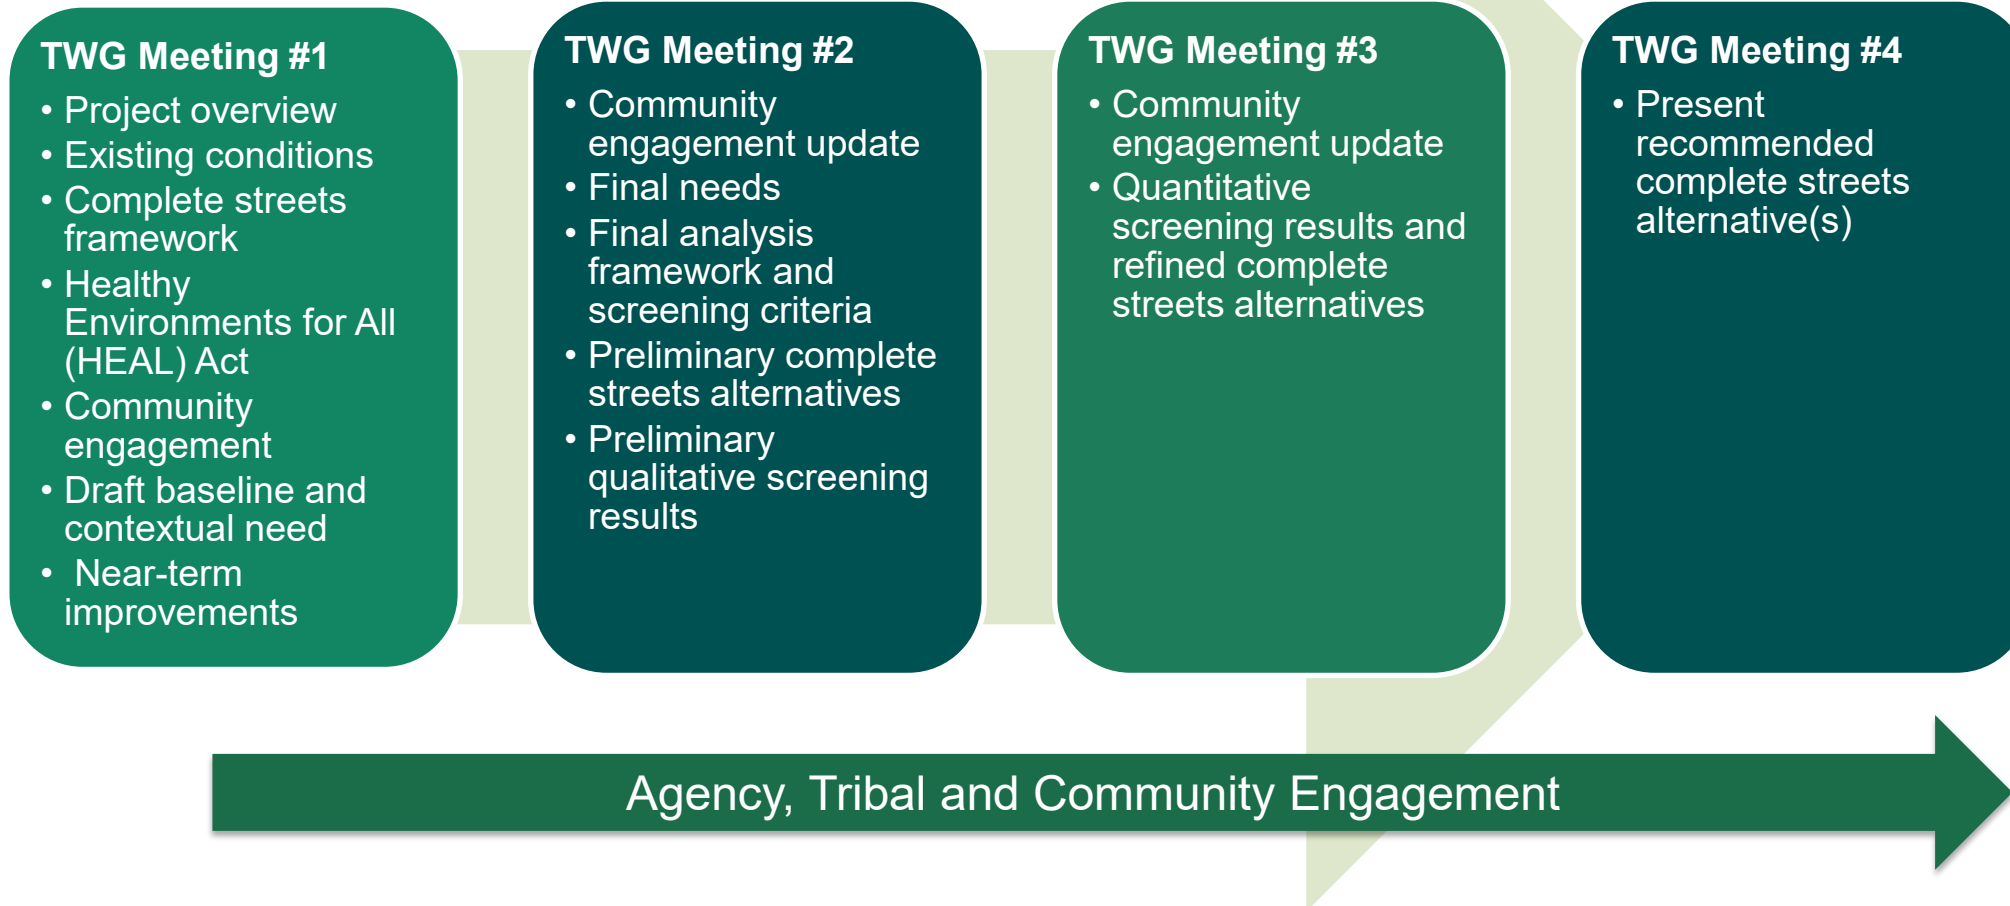 TWG Meeting #1
• Project overview
• Existing conditions
• Complete streets
framework
• Healthy
Environments for All
(HEAL) Act
• Community
engagement
• Draft baseline and
contextual need
• Near-term
improvements
TWG Meeting #2
• Community
engagement update
• Final needs
• Final analysis
framework and
screening criteria
• Preliminary complete
streets alternatives
• Preliminary
qualitative screening
results
TWG Meeting #3
• Community
engagement update
• Quantitative
screening results and
refined complete
streets alternatives
TWG Meeting #4
• Present
recommended
complete streets
alternative(s)
Agency, Tribal and Community Engagement